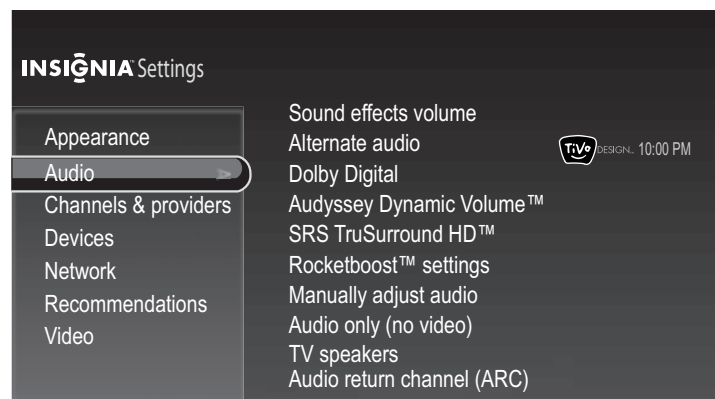 INSIGNIA™ Settings
Appearance
Audio
Channels & providers
Devices
Network
Recommendations
Video
Sound effects volume
Alternate audio
Dolby Digital
Audyssey Dynamic Volume™
SRS TruSurround HD™
Rocketboost™ settings
Manually adjust audio
Audio only (no video)
TV speakers
Audio return channel (ARC)
TiVo DESIGN.. 10:00 PM